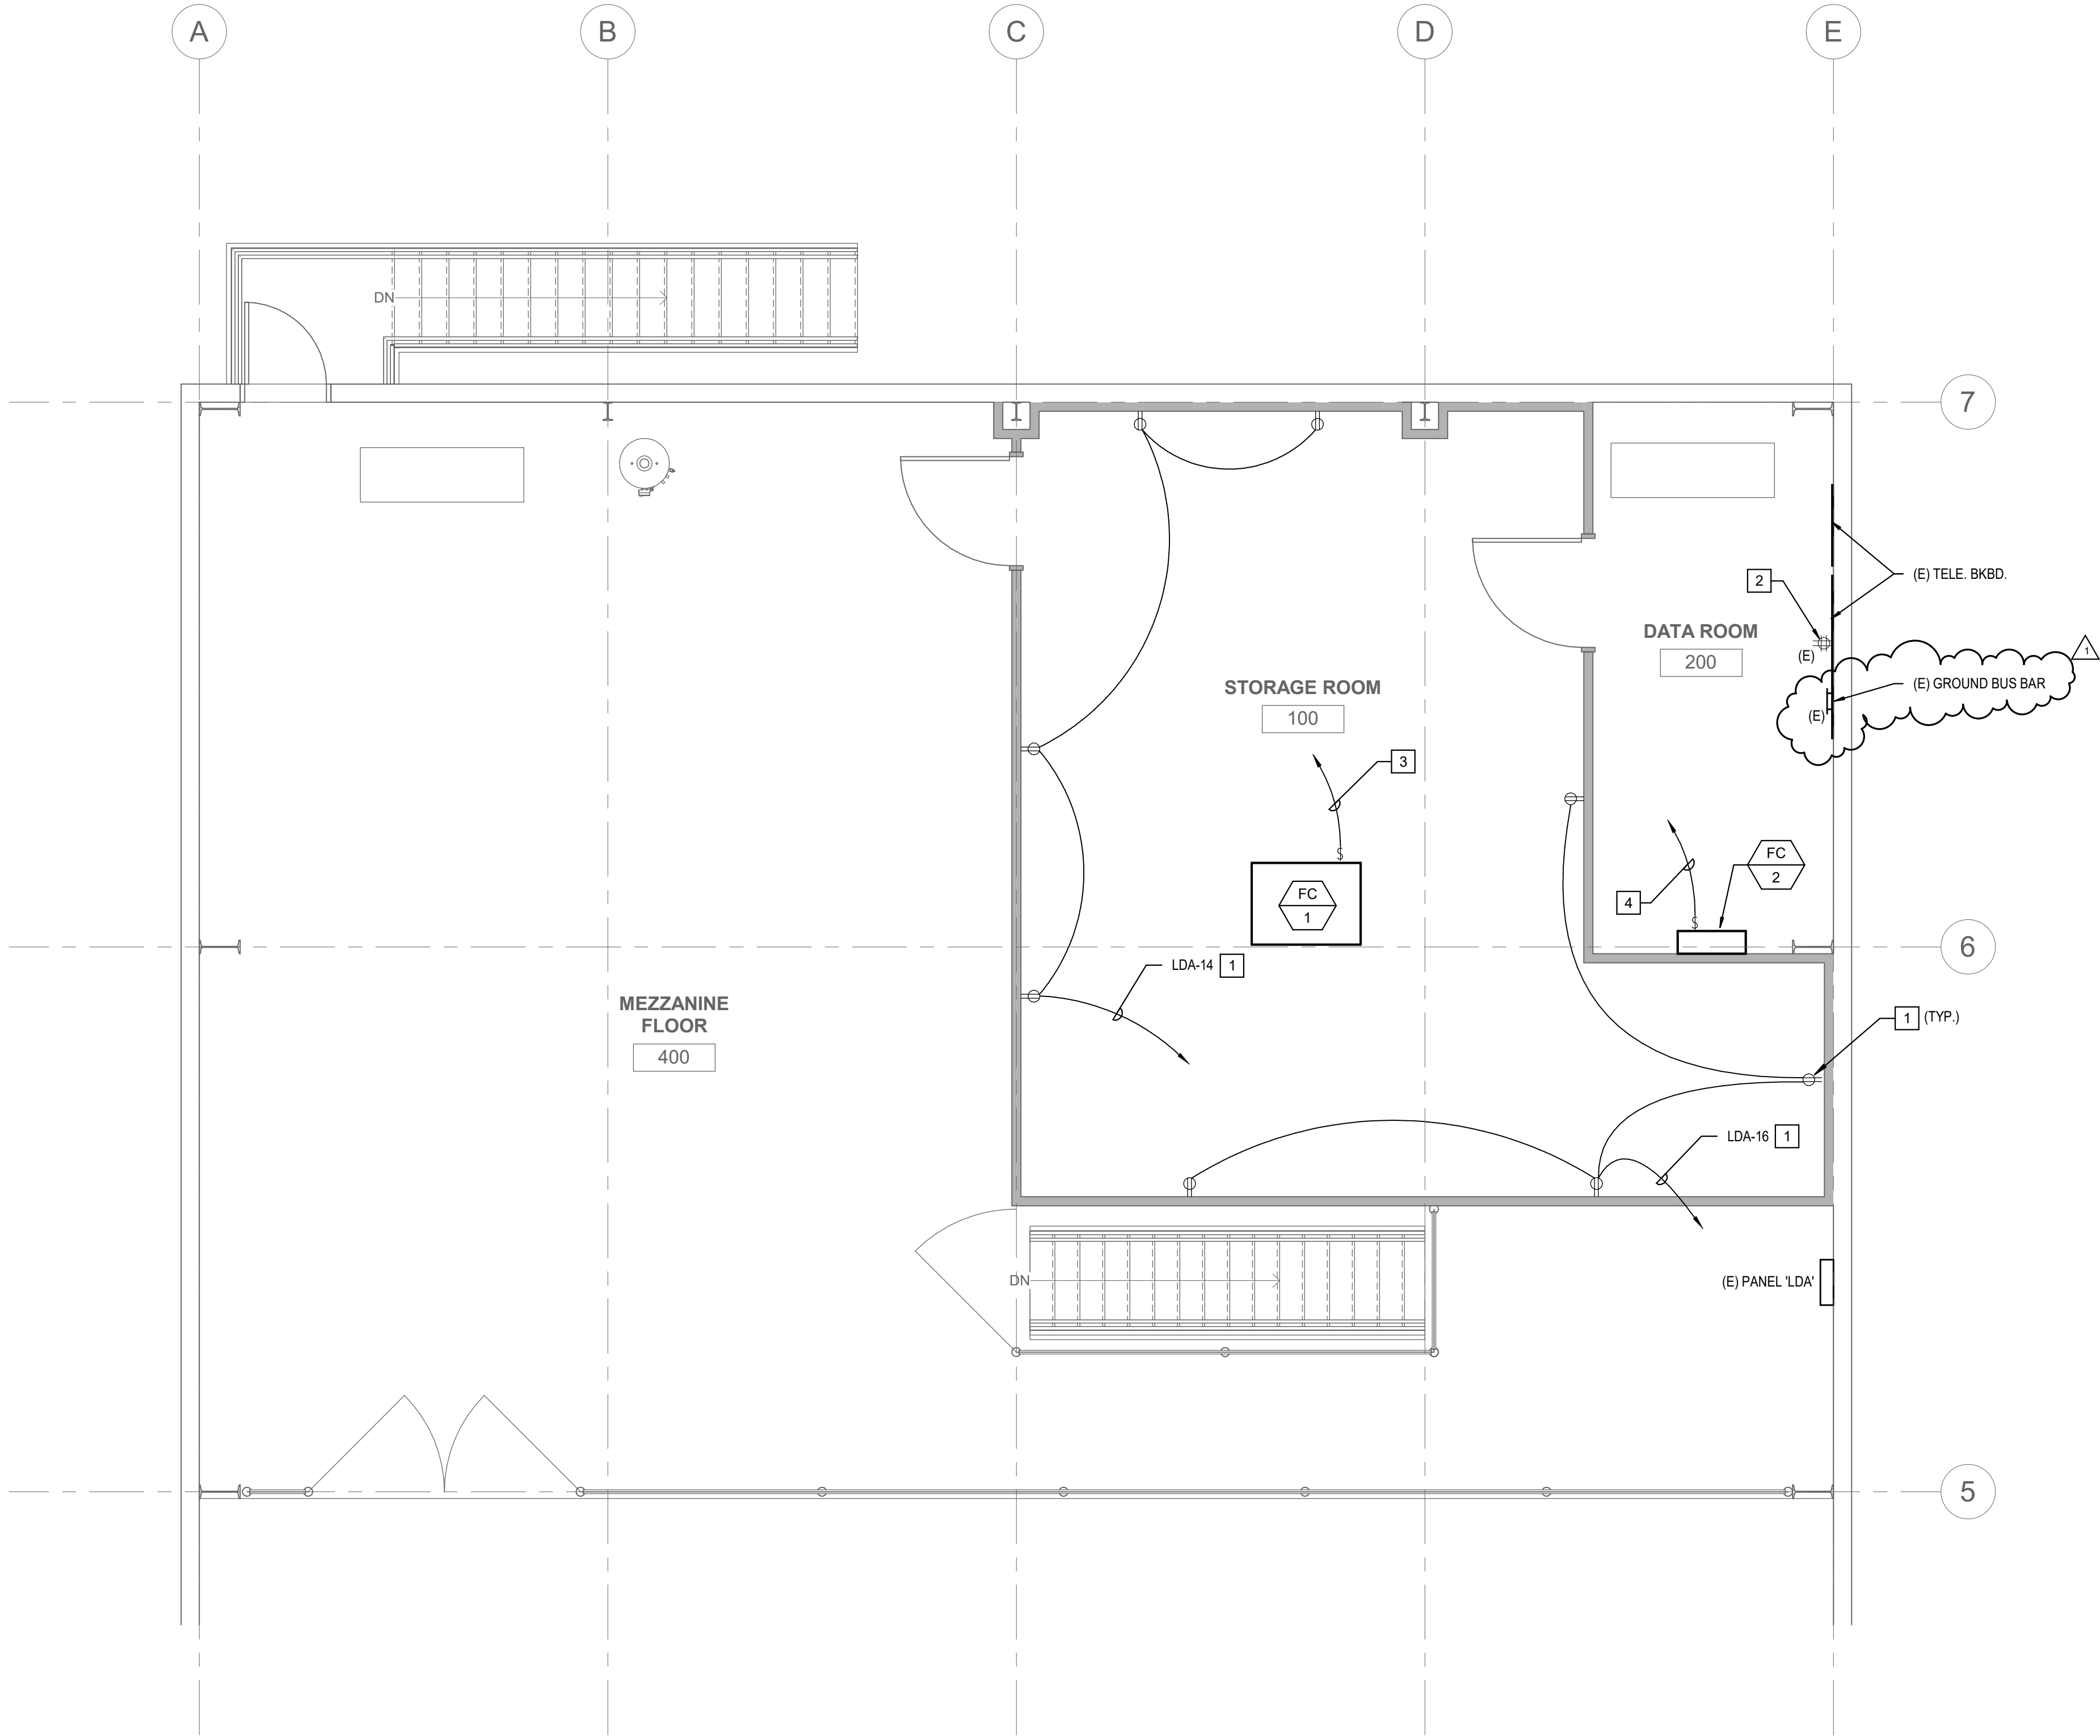 A
B
C
D
E
DN
7
(E) TELE. BKBD.
2
DATA ROOM
200
(E)
1
(E) GROUND BUS BAR
(E)
STORAGE ROOM
100
3
FC
1
FC
2
4
6
LDA-14 1
MEZZANINE
FLOOR
400
1 (TYP.)
LDA-16 1
DN
(E) PANEL 'LDA'
5